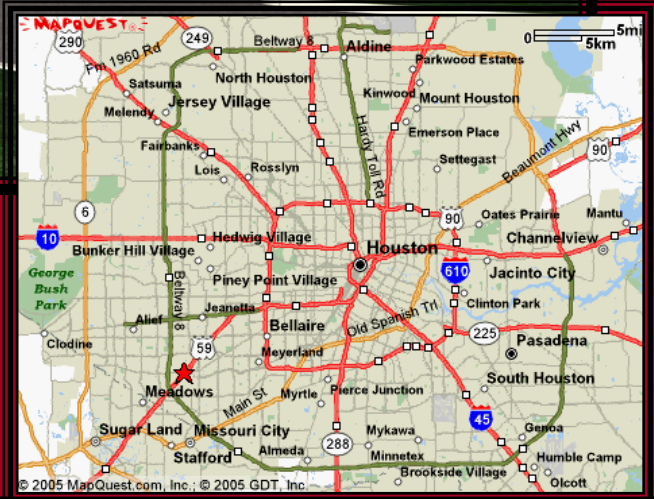 MAPQUEST.
290
249
Beltway 8
Aldine
0
5mi
5km
Fm 1960 Rd
Parkwood Estates
North Houston
Satsuma
Kinwood
Mount Houston
Jersey Village
Melendy
Hardy Toll Rd
Emerson Place
Beaumont Hwy
90
Fairbanks
Settegast
Lois
Rosslyn
6
90
Oates Prairie
Mantu
10
Hedwig Village
Channelview
Bunker Hill Village
Houston
610
Jacinto City
George
Bush
Park
Beltway 8
Piney Point Village
Clinton Park
Jeanetta
Alief
Old Spanish Trl
Bellaire
225
Clodine
59
Meyerland
Pasadena
Meadows
South Houston
Main St
Myrtle
Pierce Junction
45
Sugar Land
Missouri City
Mykawa
Genoa
288
Stafford
Almeda
Minnetex
Humble Camp
Brookside Village
Olcott
© 2005 MapQuest.com, Inc.; © 2005 GDT, Inc